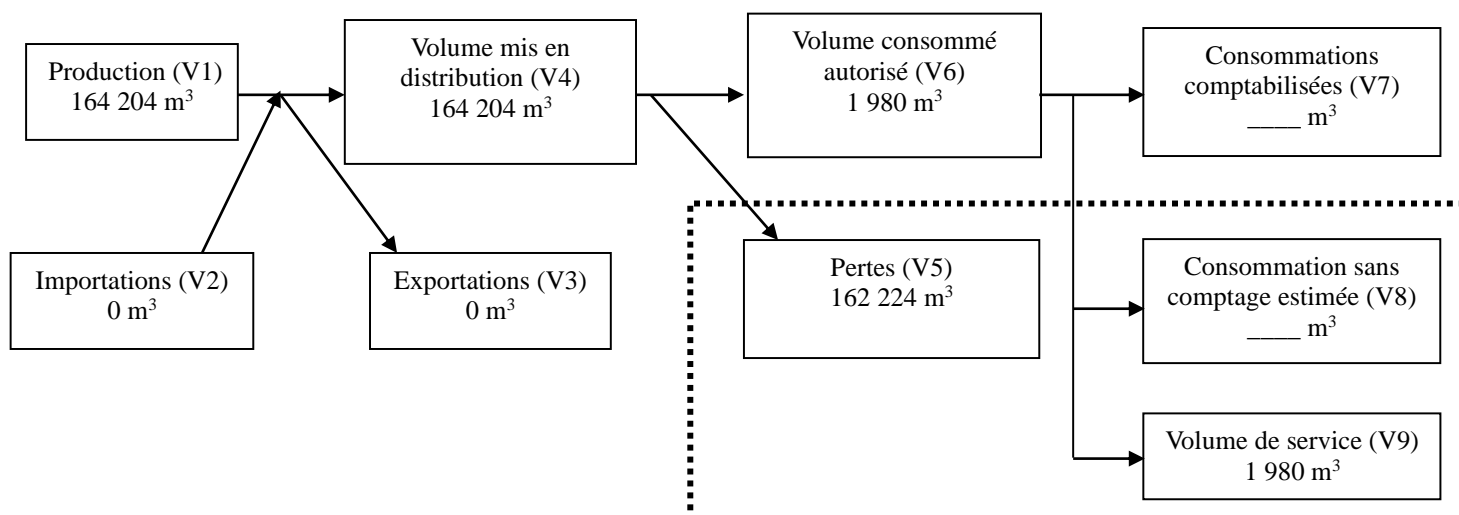 Production (V1)
164 204 m³
Volume mis en
distribution (V4)
164 204 m³
Volume consommé
autorisé (V6)
1 980 m³
Consommations
comptabilisées (V7)
____ m³
Importations (V2)
0 m³
Exportations (V3)
0 m³
Pertes (V5)
162 224 m³
Consommation sans
comptage estimée (V8)
____ m³
Volume de service (V9)
1 980 m³